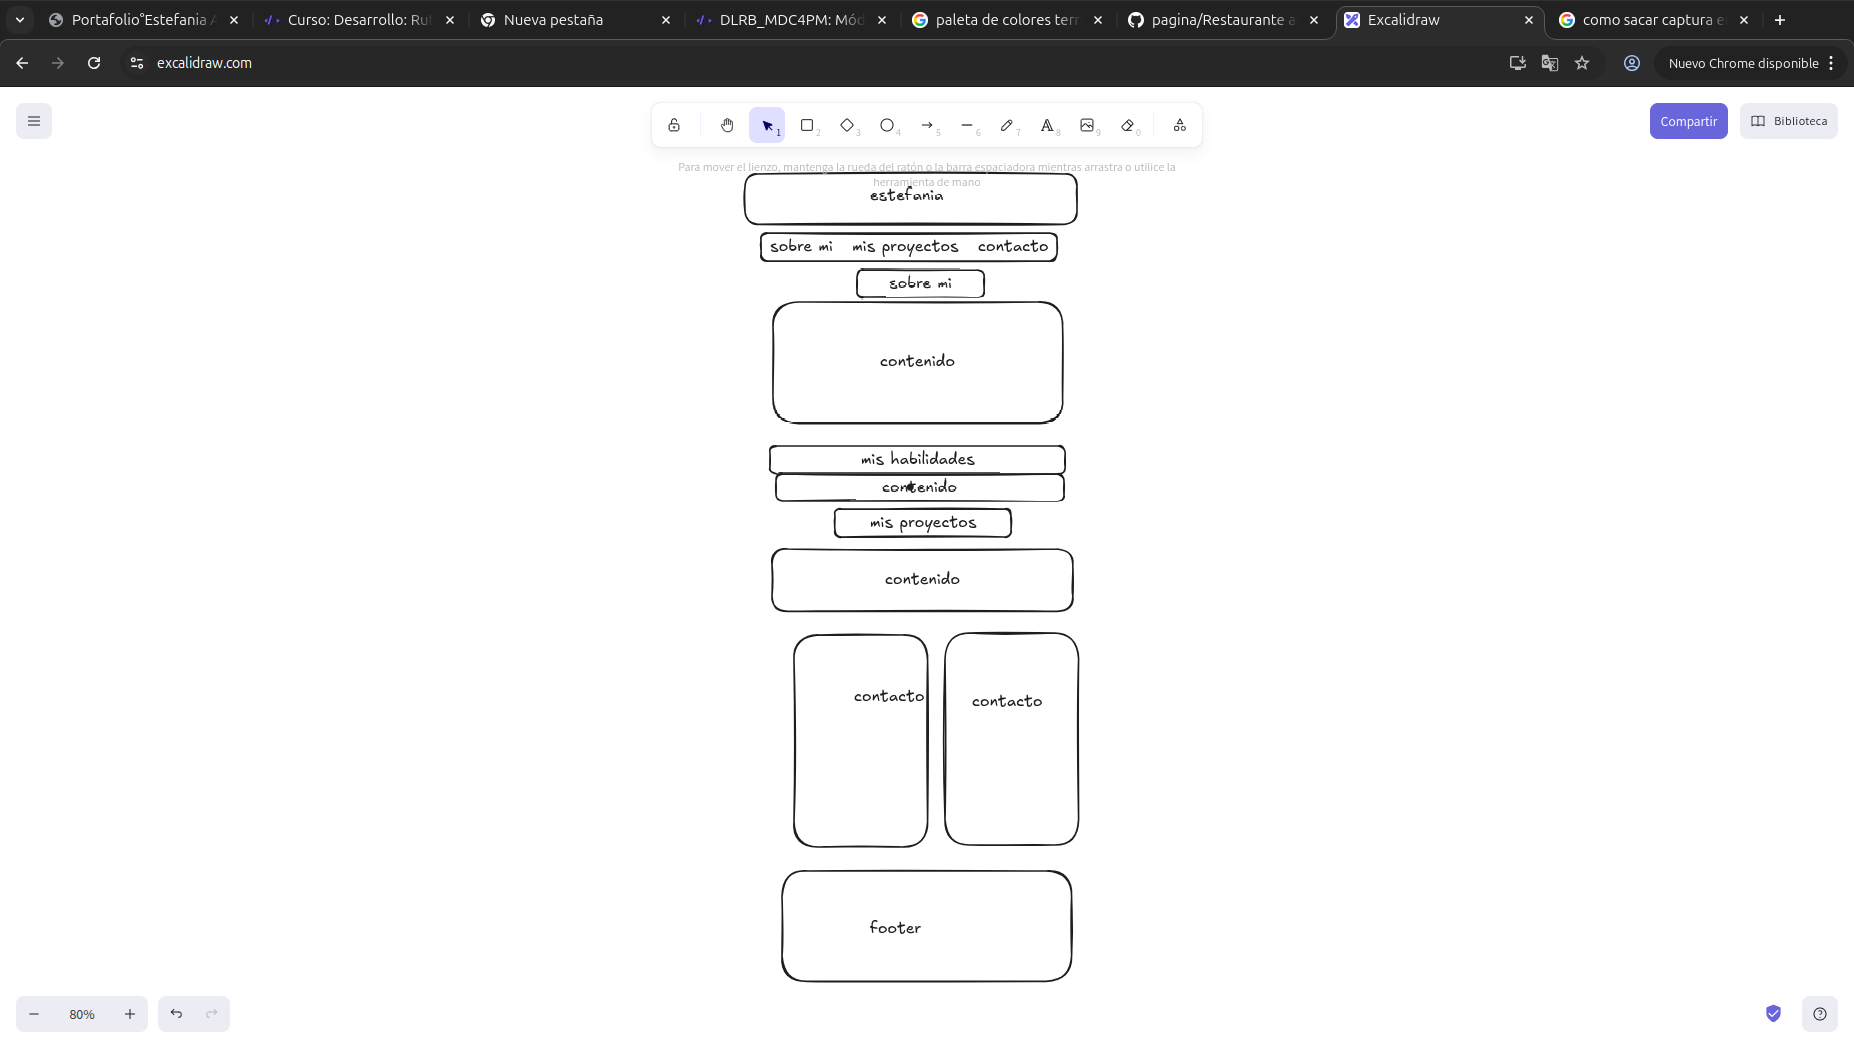 Portafolio°Estefania A
Curso: Desarrollo: Rut
Nueva pestaña
DLRB_MDC4PM: Mód
paleta de colores terr
pagina/Restaurante a
Excalidraw
como sacar captura e
excalidraw.com
Nuevo Chrome disponible
1 2 3 4 5 6 7 8 9 0
Compartir
Biblioteca
Para mover el lienzo, mantenga la rueda del ratón o la barra espaciadora mientras arrastra o utilice la
herramienta de mano
estefania
sobre mi mis proyectos contacto
sobre mi
contenido
mis habilidades
contenido
mis proyectos
contenido
contacto
contacto
footer
80%